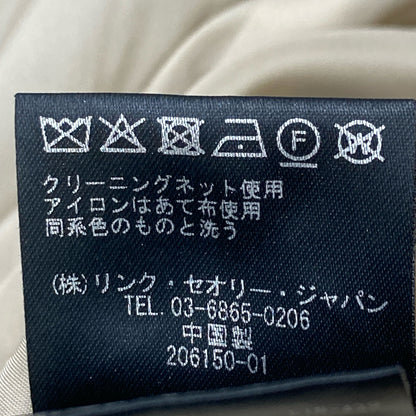 F W
クリーニングネット使用
アイロンはあて布使用
同系色のものと洗う
(株)リンク・セオリー・ジャパン
TEL. 03-6865-0206
中国製
206150-01